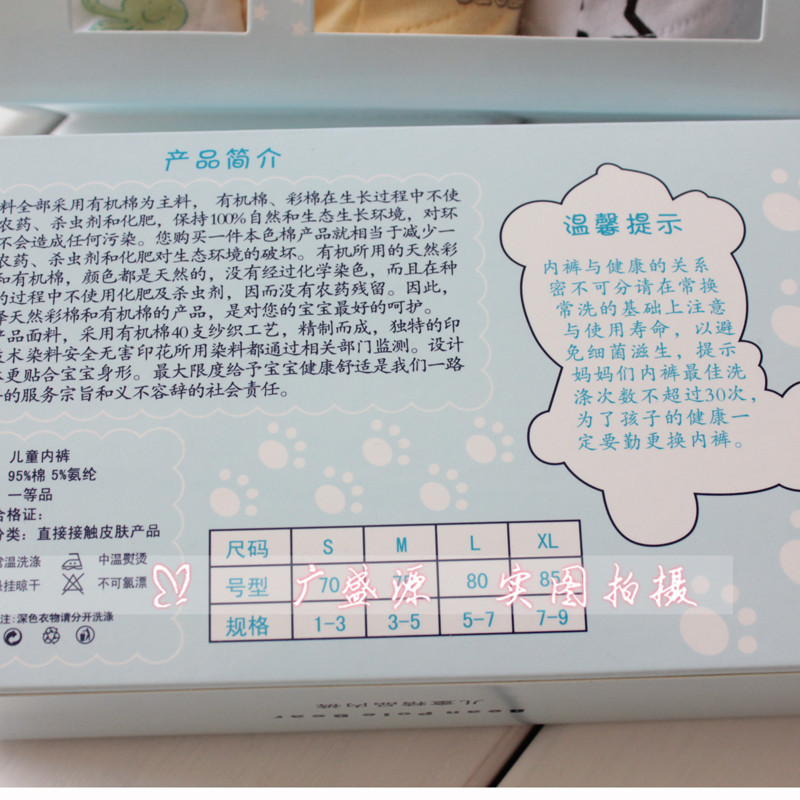 产品简介
料全部采用有机棉为主料， 有机棉、彩棉在生长过程中不使
农药、杀虫剂和化肥，保持100%自然和生态生长环境，对环
不会造成任何污染。您购买一件本色棉产品就相当于减少一
农药、杀虫剂和化肥对生态环境的破坏。有机所用的天然彩
和有机棉，颜色都是天然的，没有经过化学染色，而且在种
的过程中不使用化肥及杀虫剂，因而没有农药残留。因此，
择天然彩棉和有机棉的产品，是对您的宝宝最好的呵护。
产品面料，采用有机棉40支纱织工艺，精制而成，独特的印
技术染料安全无害印花所用染料都通过相关部门监测。设计
更贴合宝宝身形。最大限度给予宝宝健康舒适是我们一路
的服务宗旨和义不容辞的社会责任。
温馨提示
内裤与健康的关系
密不可分请在常换
常洗的基础上注意
与使用寿命，以避
免细菌滋生，提示
妈妈们内裤最佳洗
涤次数不超过30次，
为了孩子的健康一
定要勤更换内裤。
儿童内裤
95%棉 5%氨纶
一等品
合格证：
分类：直接接触皮肤产品
常温洗涤 中温熨烫
悬挂晾干 不可氯漂
注：深色衣物请分开洗涤
尺码 S M L XL
号型 70 75 80 85
规格 1-3 3-5 5-7 7-9
广盛源 实图拍摄
儿童精品内裤